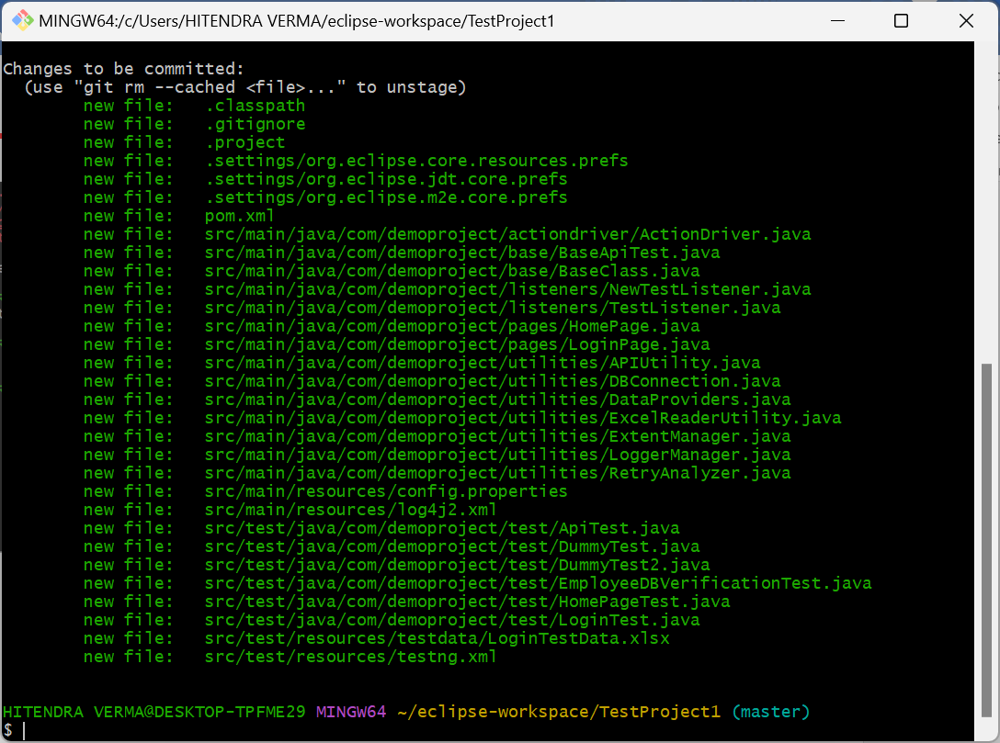 MINGW64:/c/Users/HITENDRA VERMA/eclipse-workspace/TestProject1
Changes to be committed:
  (use "git rm --cached <file>..." to unstage)
        new file:   .classpath
        new file:   .gitignore
        new file:   .project
        new file:   .settings/org.eclipse.core.resources.prefs
        new file:   .settings/org.eclipse.jdt.core.prefs
        new file:   .settings/org.eclipse.m2e.core.prefs
        new file:   pom.xml
        new file:   src/main/java/com/demoproject/actiondriver/ActionDriver.java
        new file:   src/main/java/com/demoproject/base/BaseApiTest.java
        new file:   src/main/java/com/demoproject/base/BaseClass.java
        new file:   src/main/java/com/demoproject/listeners/NewTestListener.java
        new file:   src/main/java/com/demoproject/listeners/TestListener.java
        new file:   src/main/java/com/demoproject/pages/HomePage.java
        new file:   src/main/java/com/demoproject/pages/LoginPage.java
        new file:   src/main/java/com/demoproject/utilities/APIUtility.java
        new file:   src/main/java/com/demoproject/utilities/DBConnection.java
        new file:   src/main/java/com/demoproject/utilities/DataProviders.java
        new file:   src/main/java/com/demoproject/utilities/ExcelReaderUtility.java
        new file:   src/main/java/com/demoproject/utilities/ExtentManager.java
        new file:   src/main/java/com/demoproject/utilities/LoggerManager.java
        new file:   src/main/java/com/demoproject/utilities/RetryAnalyzer.java
        new file:   src/main/resources/config.properties
        new file:   src/main/resources/log4j2.xml
        new file:   src/test/java/com/demoproject/test/ApiTest.java
        new file:   src/test/java/com/demoproject/test/DummyTest.java
        new file:   src/test/java/com/demoproject/test/DummyTest2.java
        new file:   src/test/java/com/demoproject/test/EmployeeDBVerificationTest.java
        new file:   src/test/java/com/demoproject/test/HomePageTest.java
        new file:   src/test/java/com/demoproject/test/LoginTest.java
        new file:   src/test/resources/testdata/LoginTestData.xlsx
        new file:   src/test/resources/testng.xml
HITENDRA VERMA@DESKTOP-TPFME29 MINGW64 ~/eclipse-workspace/TestProject1 (master)
$